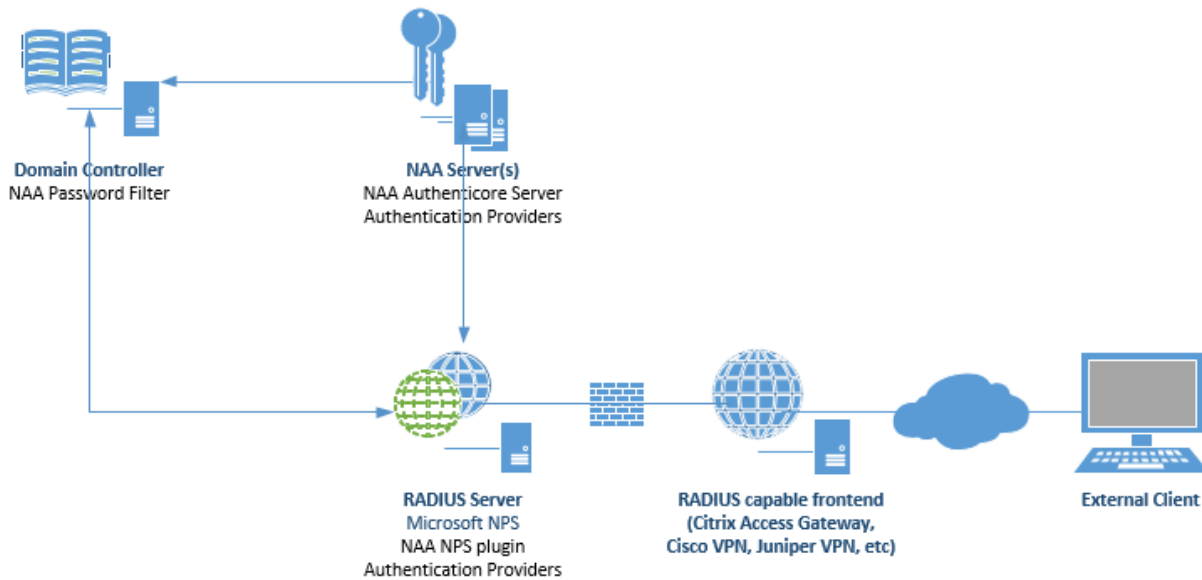 Domain Controller
NAA Password Filter
NAA Server(s)
NAA Authenticore Server
Authentication Providers
RADIUS Server
Microsoft NPS
NAA NPS plugin
Authentication Providers
RADIUS capable frontend
(Citrix Access Gateway,
Cisco VPN, Juniper VPN, etc)
External Client